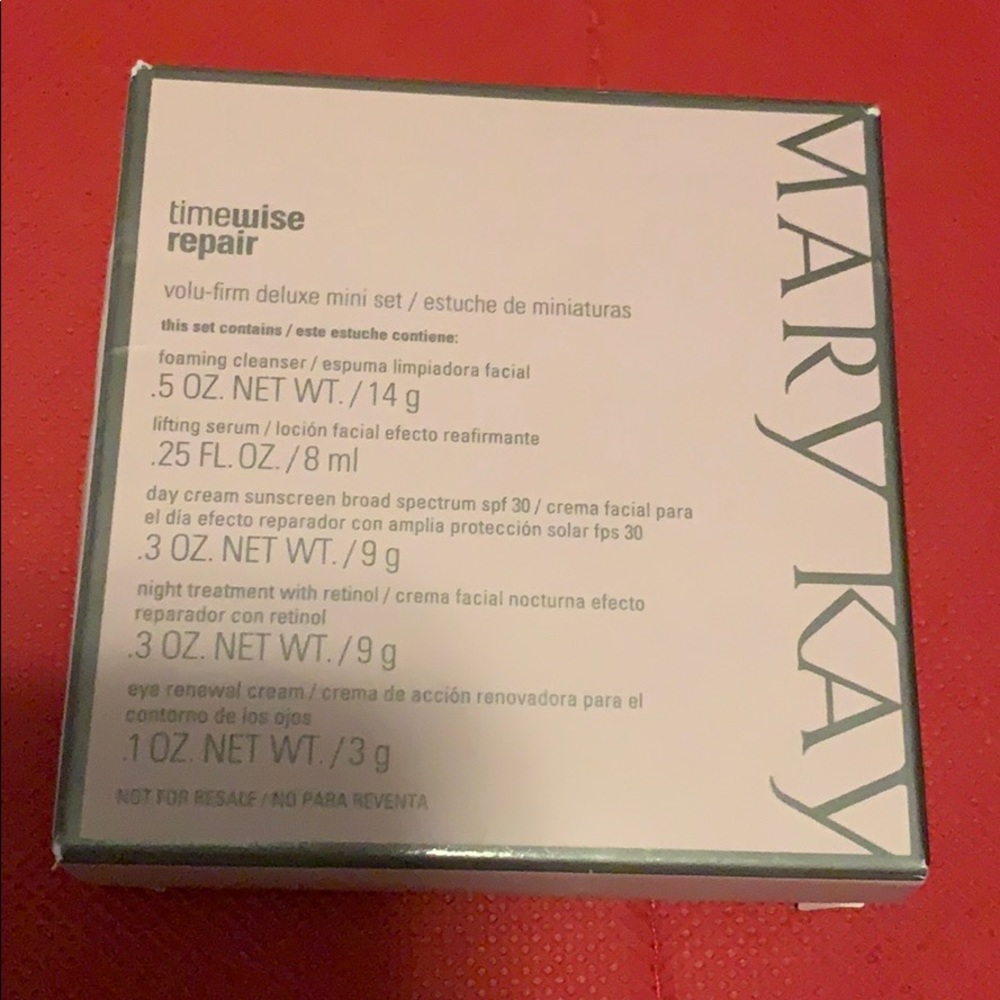 timewise
repair
volu-firm deluxe mini set / estuche de miniaturas
this set contains / este estuche contiene:
foaming cleanser / espuma limpiadora facial
.5 OZ. NET WT. / 14 g
lifting serum / loción facial efecto reafirmante
.25 FL. OZ. / 8 ml
day cream sunscreen broad spectrum spf 30 / crema facial para
el día efecto reparador con amplia protección solar fps 30
.3 OZ. NET WT. / 9 g
night treatment with retinol / crema facial nocturna efecto
reparador con retinol
.3 OZ. NET WT. / 9 g
eye renewal cream / crema de acción renovadora para el
contorno de los ojos
.1 OZ. NET WT. / 3 g
NOT FOR RESALE / NO PARA REVENTA
MARY KAY